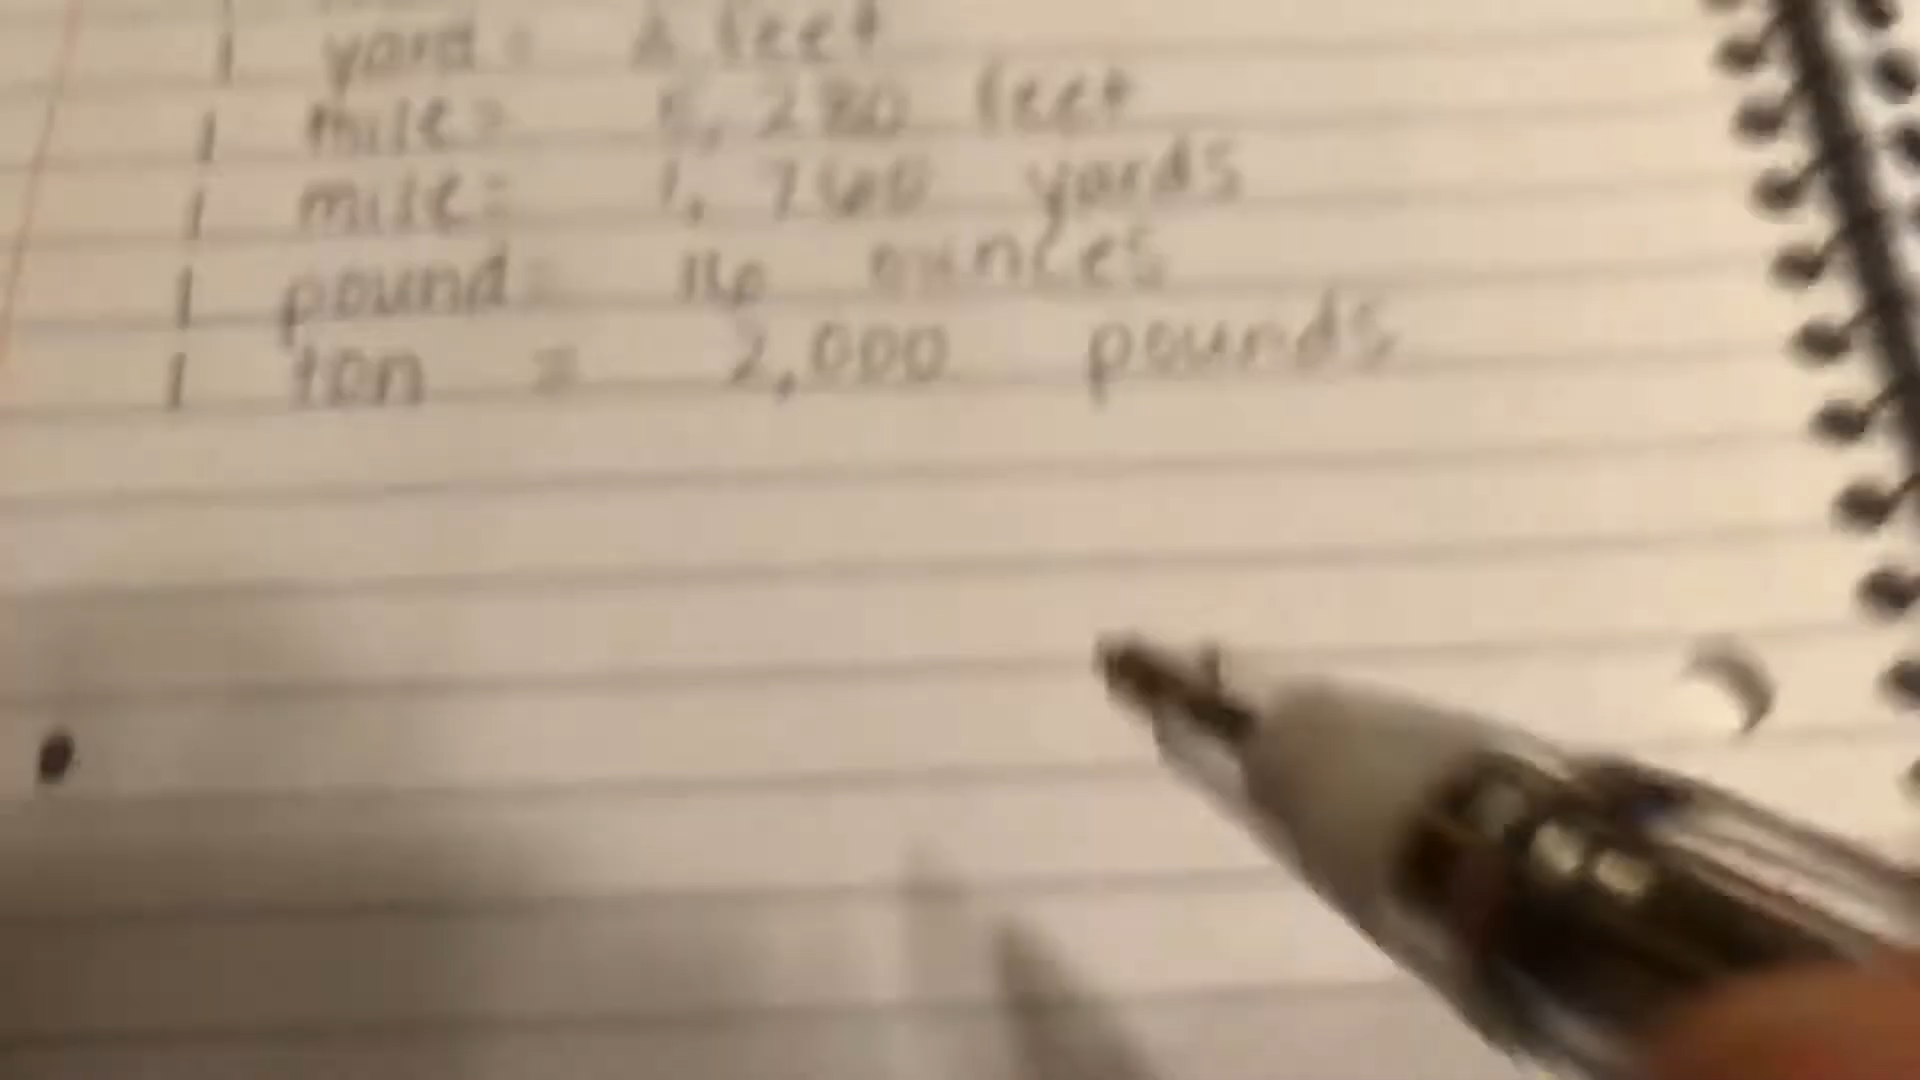 1 yard = feet
1 mile = 5,280 feet
1 mile = 1,760 yards
1 pound = 16 ounces
1 ton = 2,000 pounds